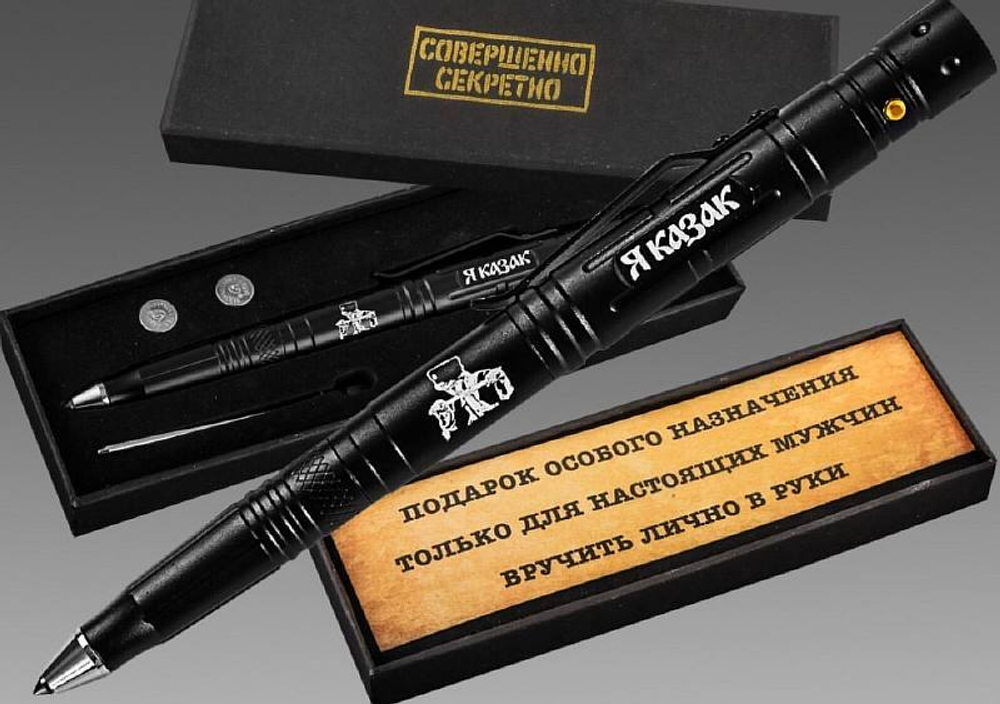 СОВЕРШЕННО
СЕКРЕТНО
Я КАЗАК
Я КАЗАК
ПОДАРОК ОСОБОГО НАЗНАЧЕНИЯ
ТОЛЬКО ДЛЯ НАСТОЯЩИХ МУЖЧИН
ВРУЧИТЬ ЛИЧНО В РУКИ